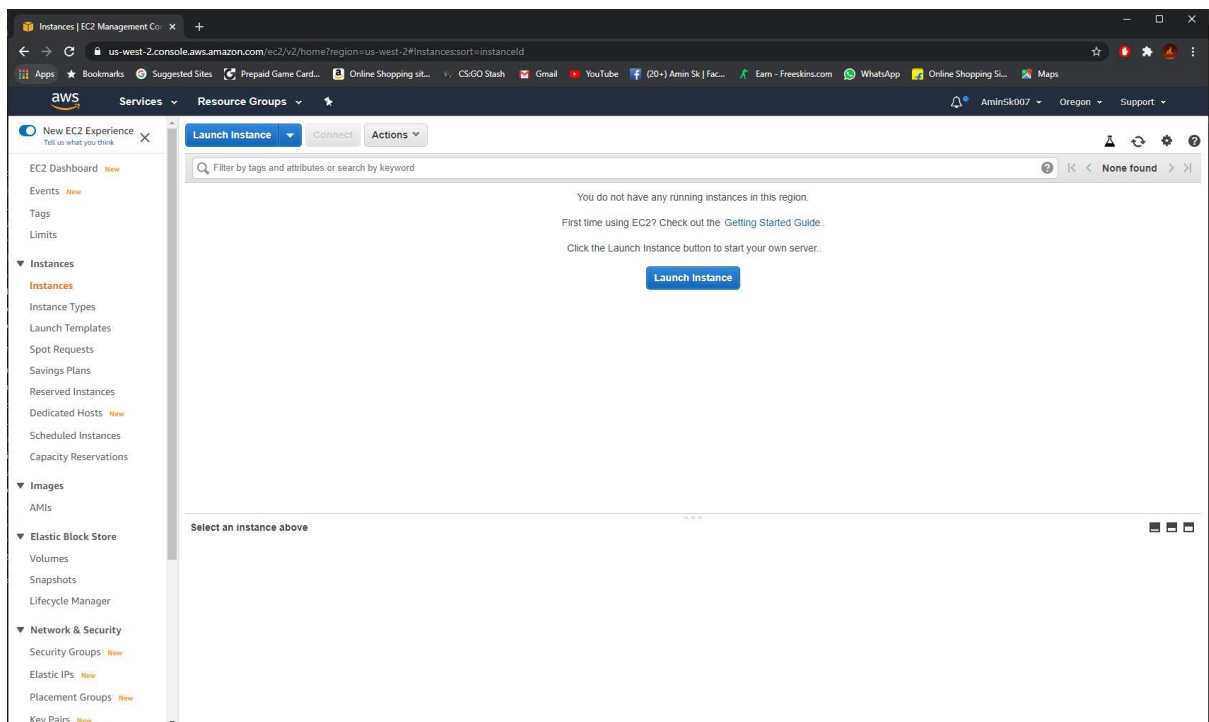 Instances | EC2 Management Co
us-west-2.console.aws.amazon.com/ec2/v2/home?region=us-west-2#Instances:sort=instanceId
Apps Bookmarks Suggested Sites Prepaid Game Card... Online Shopping sit... CS:GO Stash Gmail YouTube (20+) Amin Sk | Fac... Earn - Freeskins.com WhatsApp Online Shopping Si... Maps
aws Services Resource Groups AminSk007 Oregon Support
New EC2 Experience
Tell us what you think
Launch Instance Connect Actions
EC2 Dashboard New
Filter by tags and attributes or search by keyword
None found
Events New
Tags
Limits
Instances
Instances
Instance Types
Launch Templates
Spot Requests
Savings Plans
Reserved Instances
Dedicated Hosts New
Scheduled Instances
Capacity Reservations
Images
AMIs
Elastic Block Store
Volumes
Snapshots
Lifecycle Manager
Network & Security
Security Groups New
Elastic IPs New
Placement Groups New
Key Pairs New
You do not have any running instances in this region.
First time using EC2? Check out the Getting Started Guide.
Click the Launch Instance button to start your own server.
Launch Instance
Select an instance above